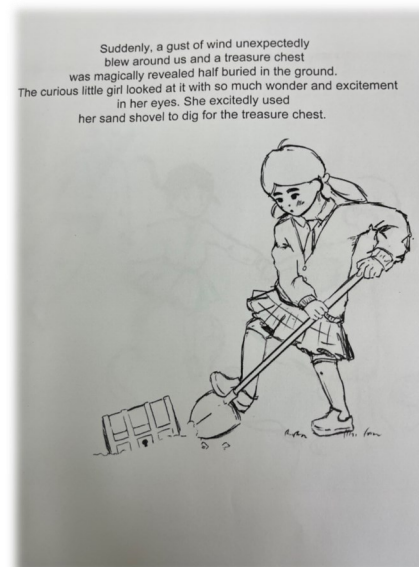 Suddenly, a gust of wind unexpectedly
blew around us and a treasure chest
was magically revealed half buried in the ground.
The curious little girl looked at it with so much wonder and excitement
in her eyes. She excitedly used
her sand shovel to dig for the treasure chest.